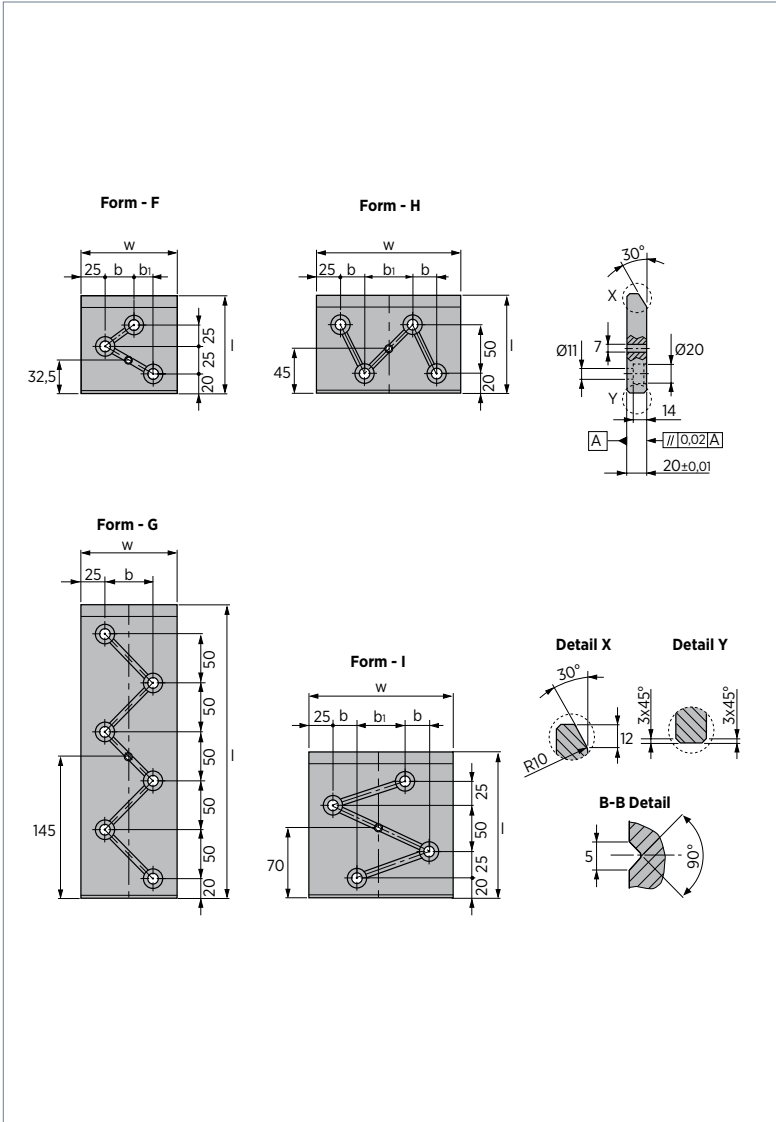 Form - F
w
25 b b1
25
25
20
l
32,5
Form - H
w
25 b b1 b
50
20
l
45
30°
X
7
Ø11
Ø20
Y
14
A
// 0,02 A
20±0,01
Form - G
w
25 b
50
50
50
50
50
20
l
145
Form - I
w
25 b b1 b
25
50
25
20
l
70
Detail X
30°
12
R10
Detail Y
3x45°
3x45°
B-B Detail
5
90°